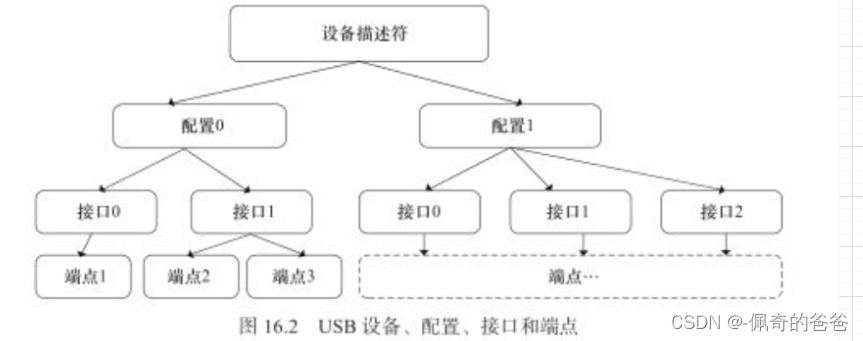 设备描述符
配置0
配置1
接口0
接口1
接口0
接口1
接口2
端点1
端点2
端点3
端点…
图 16.2 USB 设备、配置、接口和端点
CSDN @-佩奇的爸爸